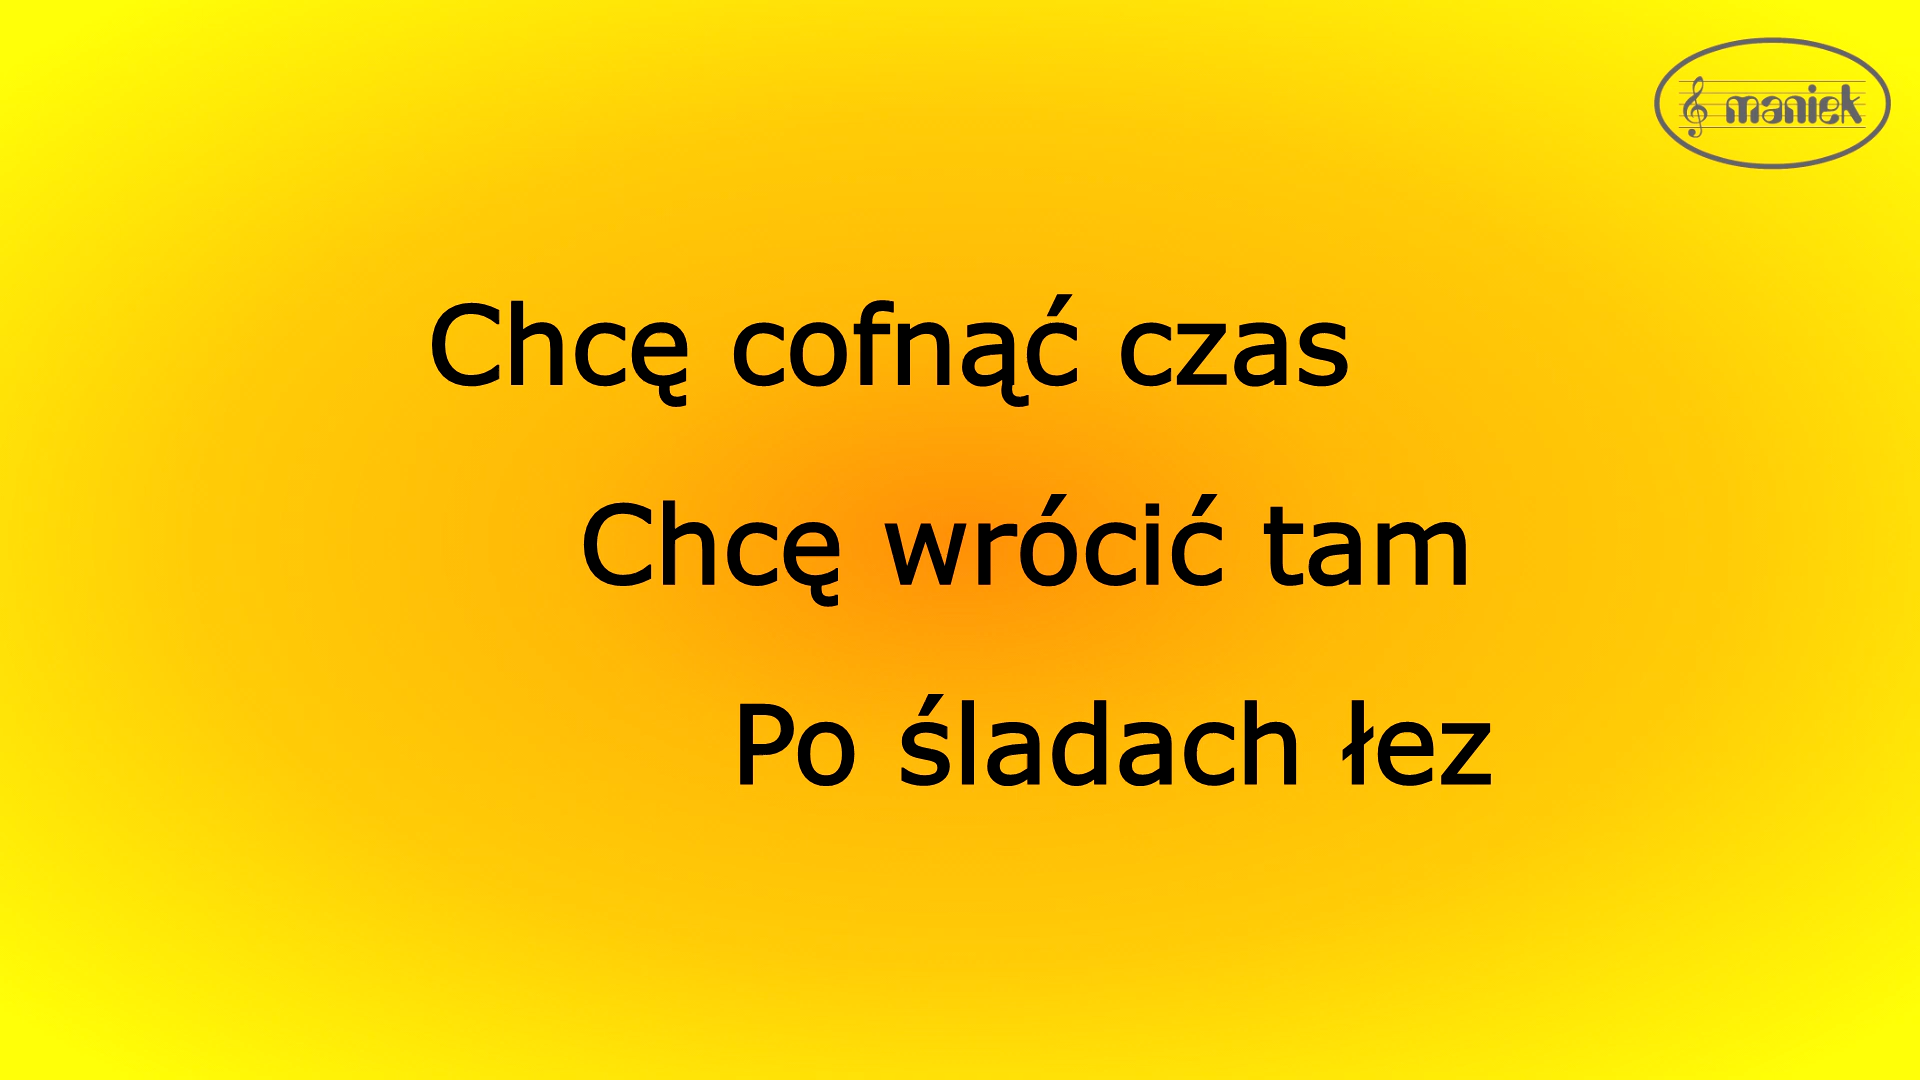 maniek
Chcę cofnąć czas
Chcę wrócić tam
Po śladach łez